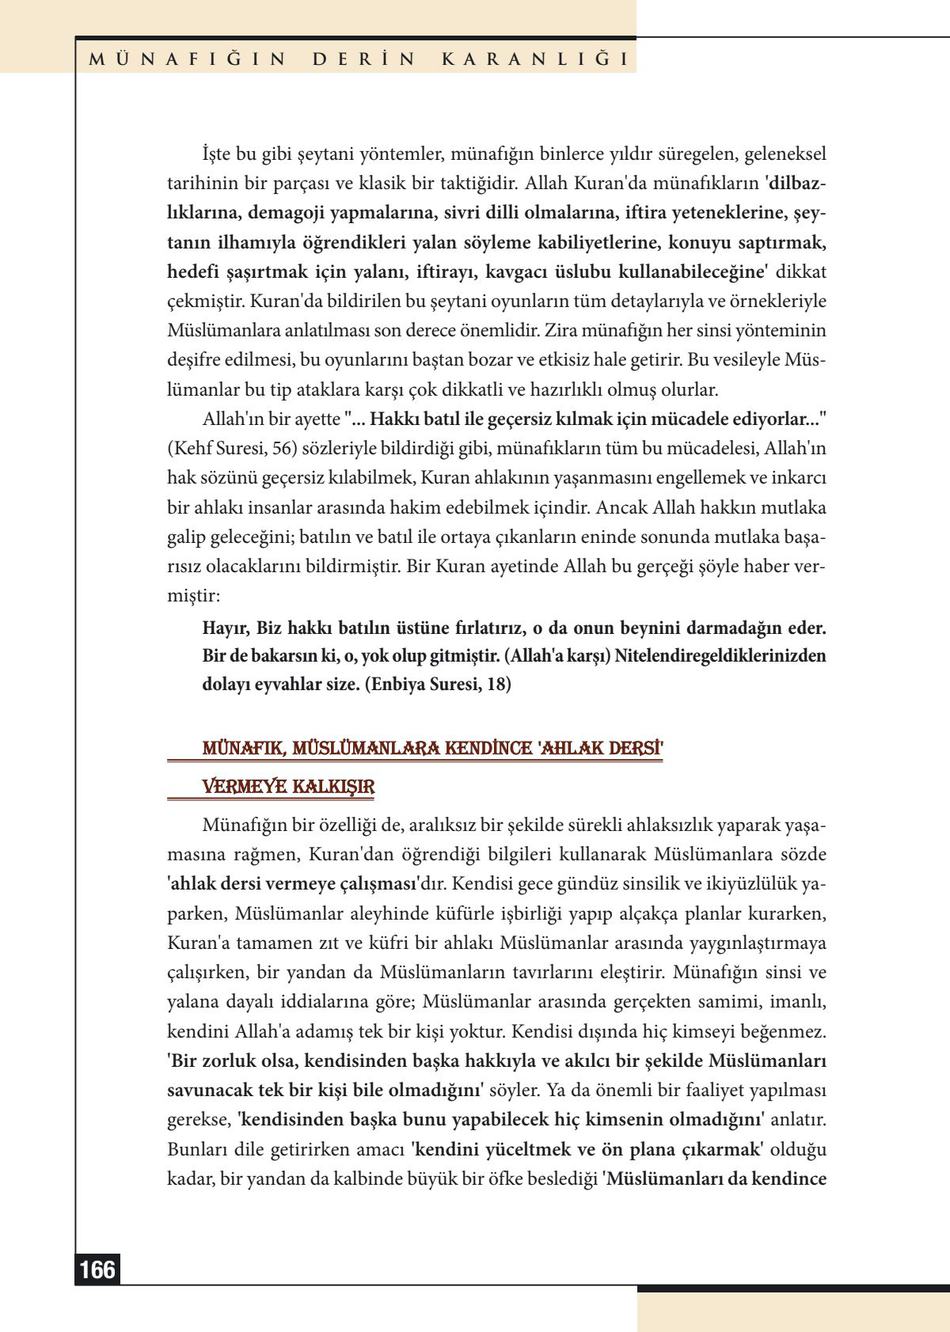 MÜNAFIĞIN DERİN KARANLIĞI
İşte bu gibi şeytani yöntemler, münafığın binlerce yıldır süregelen, geleneksel
tarihinin bir parçası ve klasik bir taktiğidir. Allah Kuran'da münafıkların 'dilbaz-
lıklarına, demagoji yapmalarına, sivri dilli olmalarına, iftira yeteneklerine, şey-
tanın ilhamıyla öğrendikleri yalan söyleme kabiliyetlerine, konuyu saptırmak,
hedefi şaşırtmak için yalanı, iftirayı, kavgacı üslubu kullanabileceğine' dikkat
çekmiştir. Kuran'da bildirilen bu şeytani oyunların tüm detaylarıyla ve örnekleriyle
Müslümanlara anlatılması son derece önemlidir. Zira münafığın her sinsi yönteminin
deşifre edilmesi, bu oyunlarını baştan bozar ve etkisiz hale getirir. Bu vesileyle Müs-
lümanlar bu tip ataklara karşı çok dikkatli ve hazırlıklı olmuş olurlar.
Allah'ın bir ayette "... Hakkı batıl ile geçersiz kılmak için mücadele ediyorlar..."
(Kehf Suresi, 56) sözleriyle bildirdiği gibi, münafıkların tüm bu mücadelesi, Allah'ın
hak sözünü geçersiz kılabilmek, Kuran ahlakının yaşanmasını engellemek ve inkarcı
bir ahlakı insanlar arasında hakim edebilmek içindir. Ancak Allah hakkın mutlaka
galip geleceğini; batılın ve batıl ile ortaya çıkanların eninde sonunda mutlaka başa-
rısız olacaklarını bildirmiştir. Bir Kuran ayetinde Allah bu gerçeği şöyle haber ver-
miştir:
Hayır, Biz hakkı batılın üstüne fırlatırız, o da onun beynini darmadağın eder.
Bir de bakarsın ki, o, yok olup gitmiştir. (Allah'a karşı) Nitelendiregeldiklerinizden
dolayı eyvahlar size. (Enbiya Suresi, 18)
MÜNAFIK, MÜSLÜMANLARA KENDİNCE 'AHLAK DERSİ'
VERMEYE KALKIŞIR
Münafığın bir özelliği de, aralıksız bir şekilde sürekli ahlaksızlık yaparak yaşa-
masına rağmen, Kuran'dan öğrendiği bilgileri kullanarak Müslümanlara sözde
'ahlak dersi vermeye çalışması'dır. Kendisi gece gündüz sinsilik ve ikiyüzlülük ya-
parken, Müslümanlar aleyhinde küfürle işbirliği yapıp alçakça planlar kurarken,
Kuran'a tamamen zıt ve küfri bir ahlakı Müslümanlar arasında yaygınlaştırmaya
çalışırken, bir yandan da Müslümanların tavırlarını eleştirir. Münafığın sinsi ve
yalana dayalı iddialarına göre; Müslümanlar arasında gerçekten samimi, imanlı,
kendini Allah'a adamış tek bir kişi yoktur. Kendisi dışında hiç kimseyi beğenmez.
'Bir zorluk olsa, kendisinden başka hakkıyla ve akılcı bir şekilde Müslümanları
savunacak tek bir kişi bile olmadığını' söyler. Ya da önemli bir faaliyet yapılması
gerekse, 'kendisinden başka bunu yapabilecek hiç kimsenin olmadığını' anlatır.
Bunları dile getirirken amacı 'kendini yüceltmek ve ön plana çıkarmak' olduğu
kadar, bir yandan da kalbinde büyük bir öfke beslediği 'Müslümanları da kendince
166